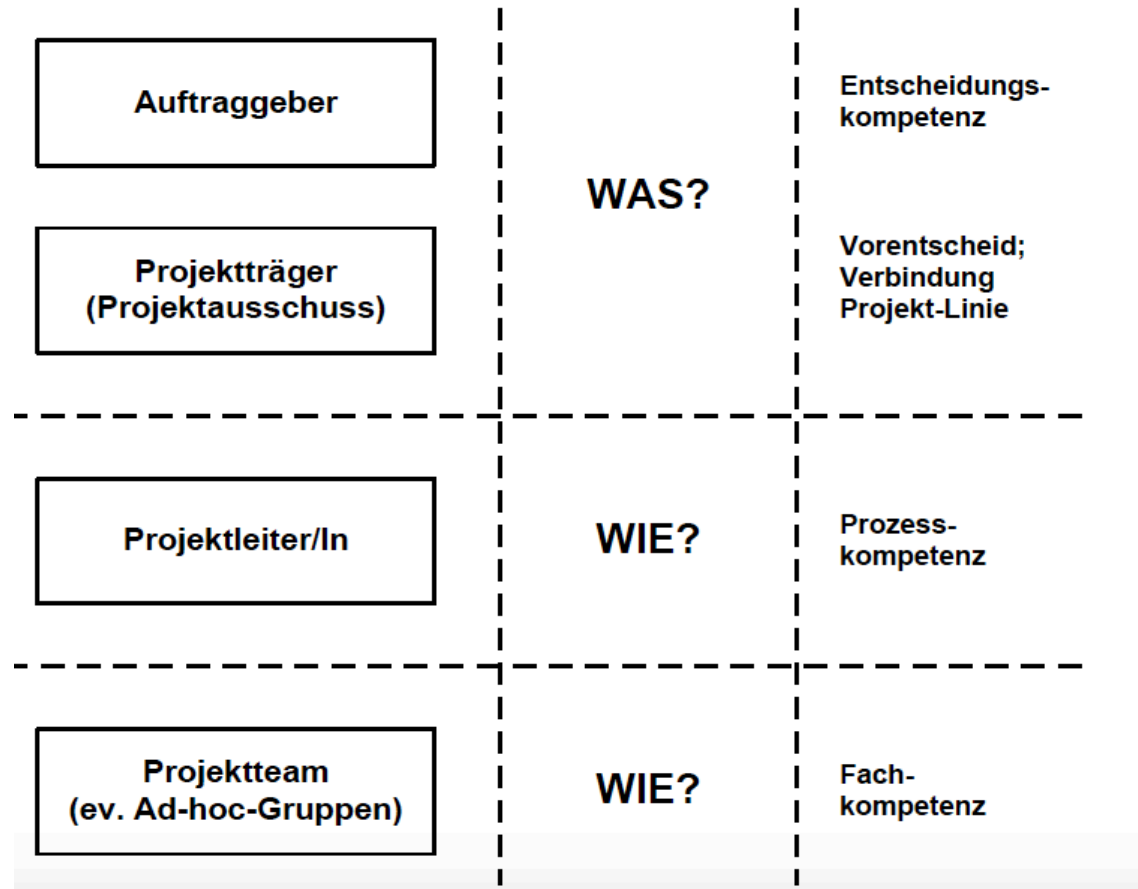 Auftraggeber
WAS?
Entscheidungs-
kompetenz
Projektträger
(Projektausschuss)
Vorentscheid;
Verbindung
Projekt-Linie
Projektleiter/In
WIE?
Prozess-
kompetenz
Projektteam
(ev. Ad-hoc-Gruppen)
WIE?
Fach-
kompetenz